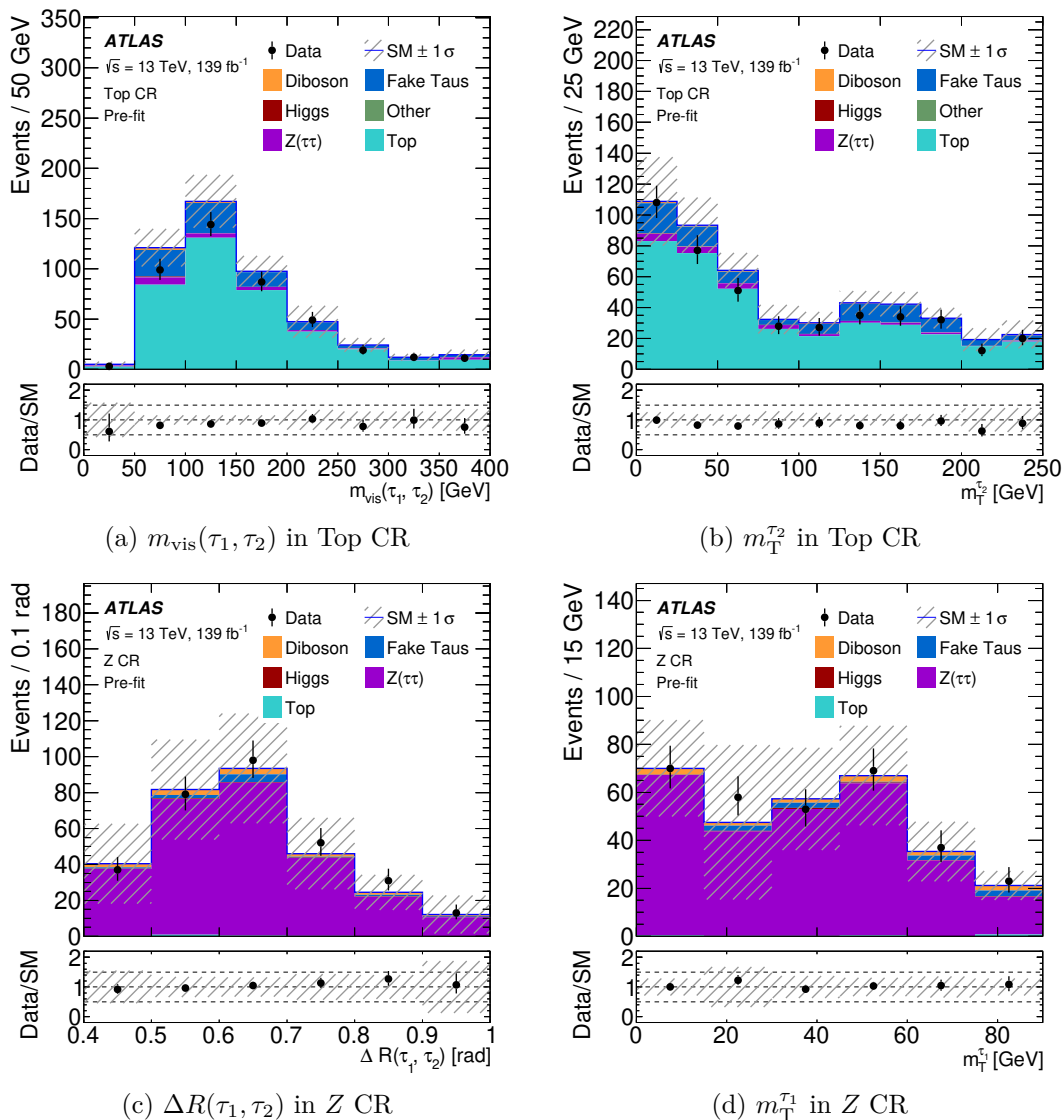 Events / 50 GeV
350
300
250
200
150
100
50
0
ATLAS
√s = 13 TeV, 139 fb⁻¹
Top CR
Pre-fit
Data
SM ± 1σ
Diboson
Fake Taus
Higgs
Other
Z(ττ)
Top
Data/SM
2
1
0
0 50 100 150 200 250 300 350 400
m_vis(τ₁, τ₂) [GeV]
(a) m_vis(τ₁, τ₂) in Top CR
Events / 25 GeV
220
200
180
160
140
120
100
80
60
40
20
0
ATLAS
√s = 13 TeV, 139 fb⁻¹
Top CR
Pre-fit
Data
SM ± 1σ
Diboson
Fake Taus
Higgs
Other
Z(ττ)
Top
Data/SM
2
1
0
0 50 100 150 200 250
m_T^τ₂ [GeV]
(b) m_T^τ₂ in Top CR
Events / 0.1 rad
180
160
140
120
100
80
60
40
20
0
ATLAS
√s = 13 TeV, 139 fb⁻¹
Z CR
Pre-fit
Data
SM ± 1σ
Diboson
Fake Taus
Higgs
Z(ττ)
Top
Data/SM
2
1
0
0.4 0.5 0.6 0.7 0.8 0.9 1
Δ R(τ₁, τ₂) [rad]
(c) ΔR(τ₁, τ₂) in Z CR
Events / 15 GeV
140
120
100
80
60
40
20
0
ATLAS
√s = 13 TeV, 139 fb⁻¹
Z CR
Pre-fit
Data
SM ± 1σ
Diboson
Fake Taus
Higgs
Z(ττ)
Top
Data/SM
2
1
0
0 20 40 60 80
m_T^τ₁ [GeV]
(d) m_T^τ₁ in Z CR